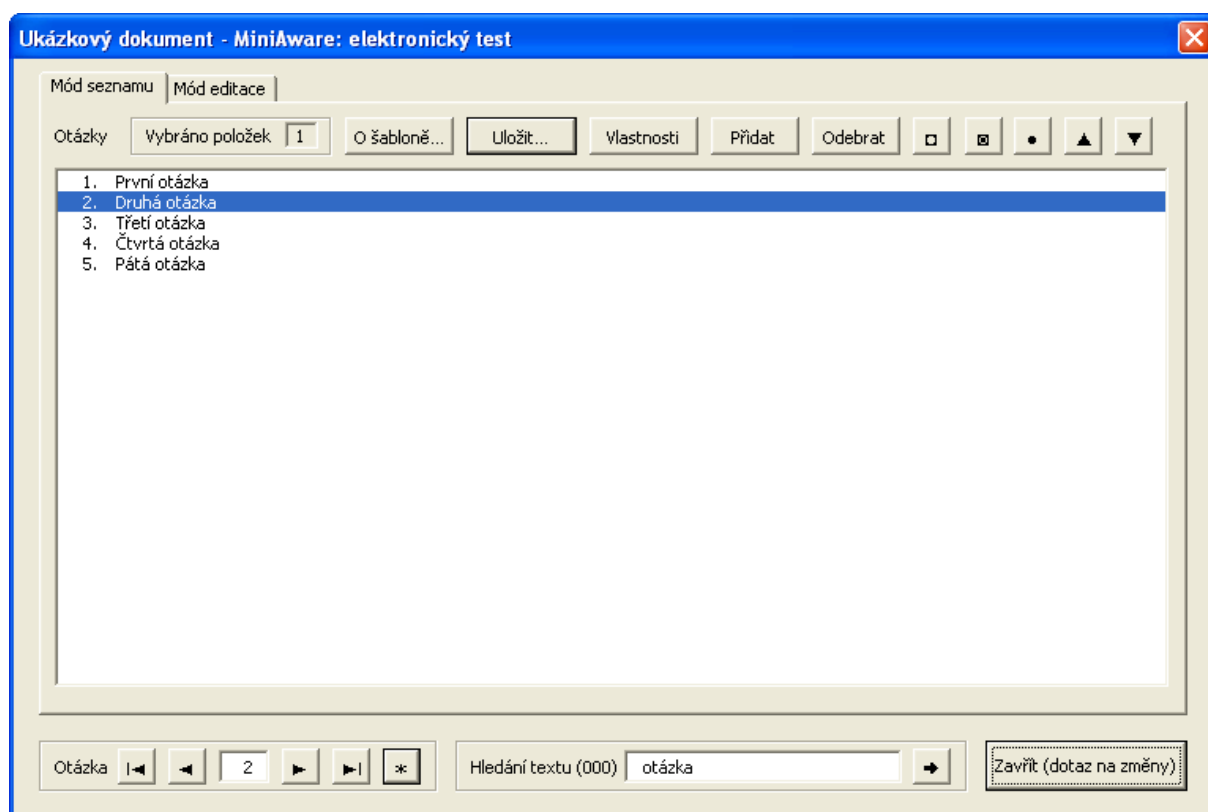 Ukázkový dokument - MiniAware: elektronický test
Mód seznamu Mód editace
Otázky Vybráno položek 1 O šabloně... Uložit... Vlastnosti Přidat Odebrat
1. První otázka
2. Druhá otázka
3. Třetí otázka
4. Čtvrtá otázka
5. Pátá otázka
Otázka 2 * Hledání textu (000) otázka Zavřít (dotaz na změny)